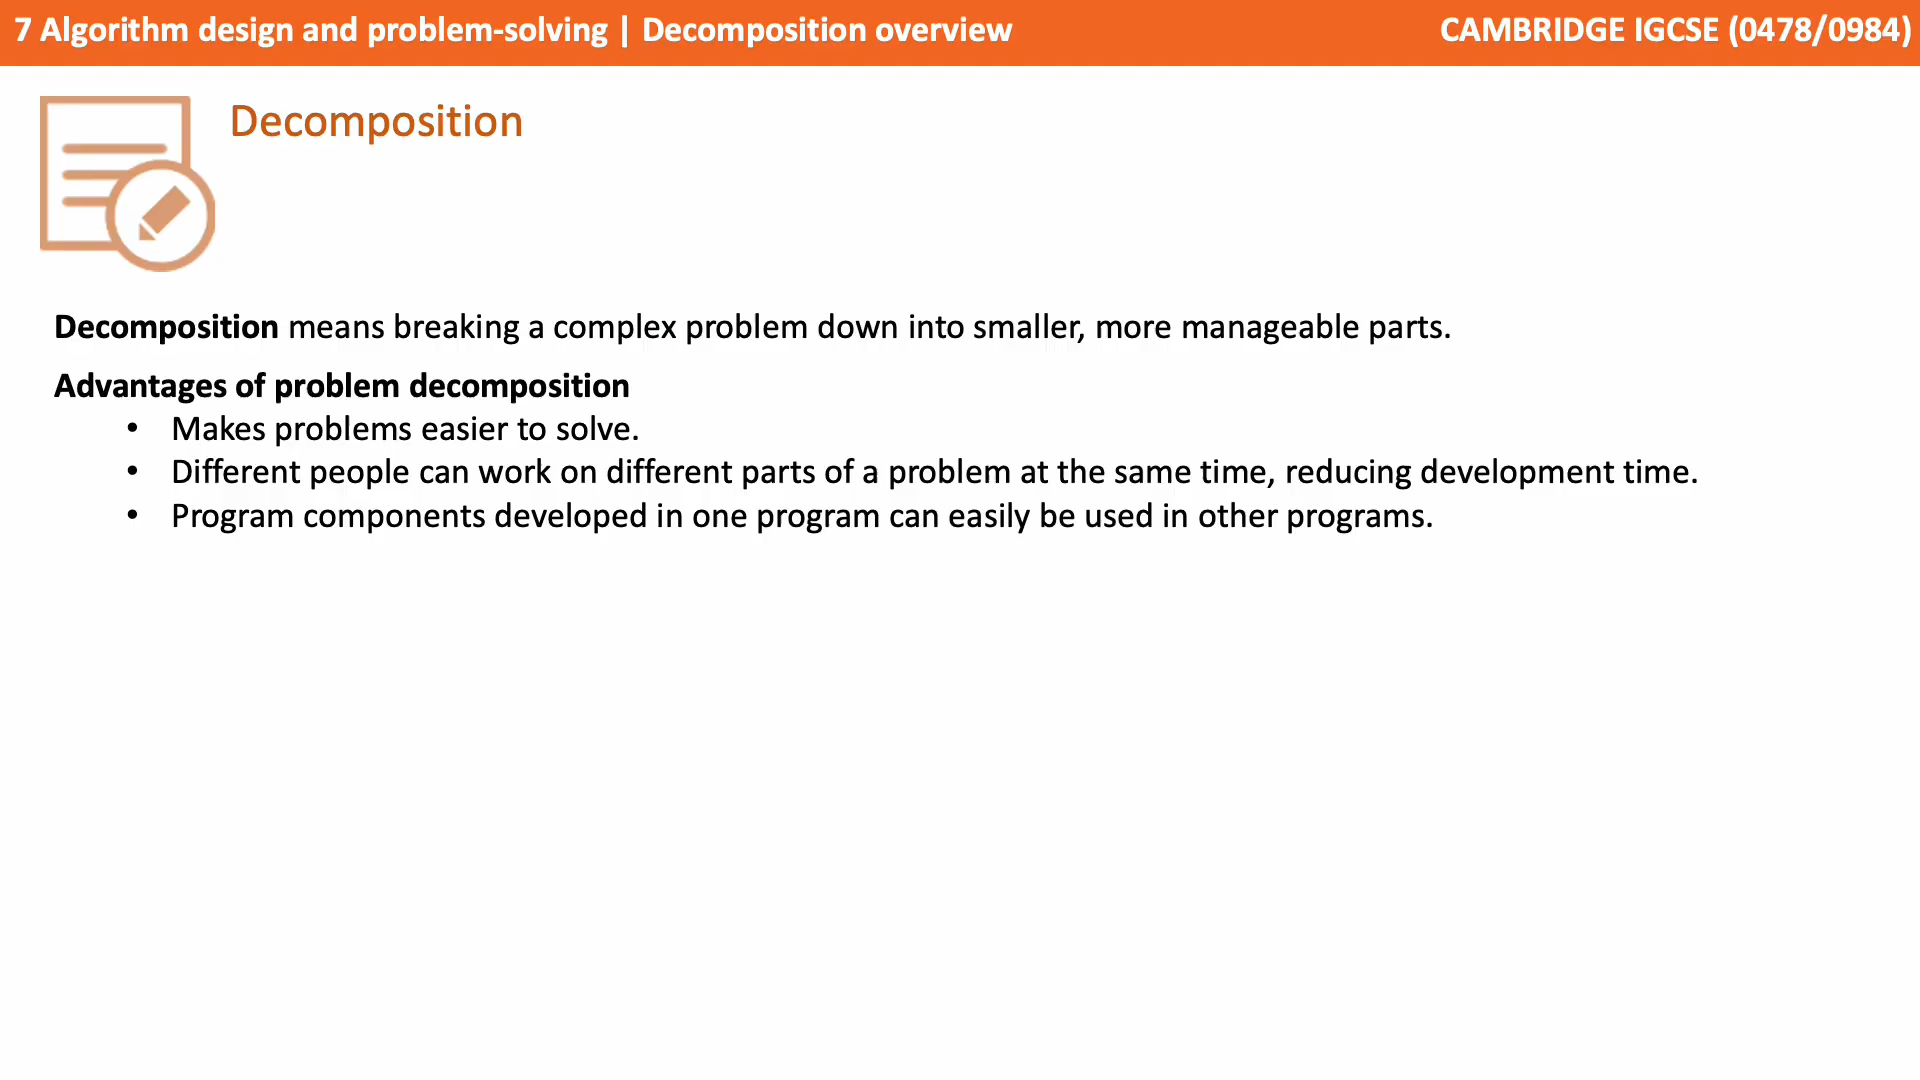 7 Algorithm design and problem-solving | Decomposition overview
CAMBRIDGE IGCSE (0478/0984)
Decomposition
Decomposition means breaking a complex problem down into smaller, more manageable parts.
Advantages of problem decomposition
• Makes problems easier to solve.
• Different people can work on different parts of a problem at the same time, reducing development time.
• Program components developed in one program can easily be used in other programs.